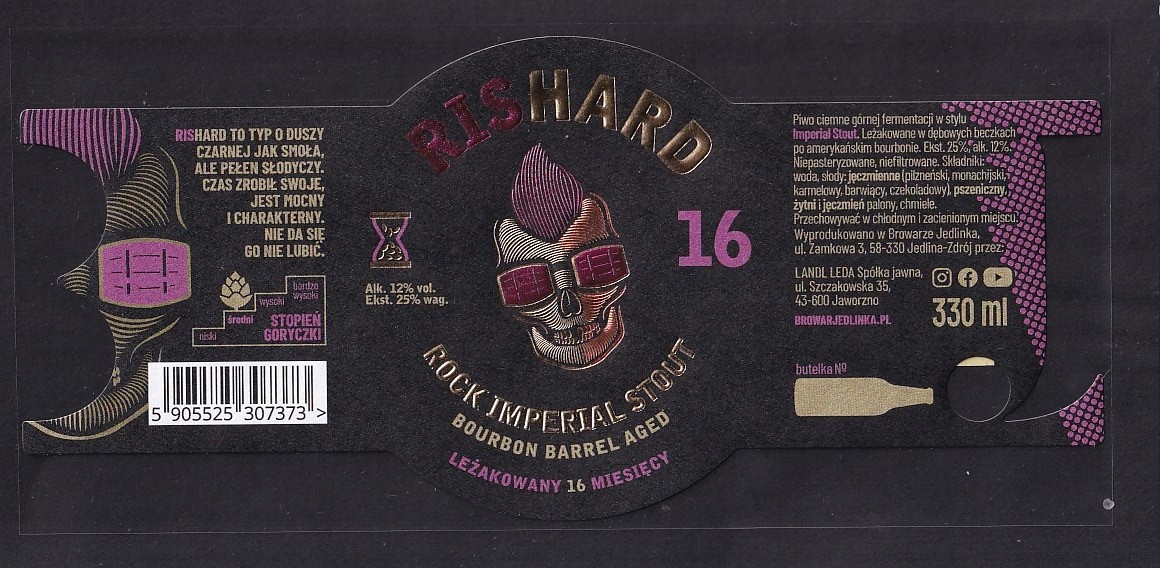 RISHARD TO TYP O DUSZY
CZARNEJ JAK SMOŁA,
ALE PEŁEN SŁODYCZY.
CZAS ZROBIŁ SWOJE,
JEST MOCNY
I CHARAKTERNY.
NIE DA SIĘ
GO NIE LUBIĆ.
bardzo
wysoki
wysoki
średni
niski
STOPIEŃ
GORYCZKI
5 905525 307373 >
RISHARD
16
Alk. 12% vol.
Ekst. 25% wag.
ROCK IMPERIAL STOUT
BOURBON BARREL AGED
LEŻAKOWANY 16 MIESIĘCY
Piwo ciemne górnej fermentacji w stylu
Imperial Stout. Leżakowane w dębowych beczkach
po amerykańskim bourbonie. Ekst. 25%, alk. 12%.
Niepasteryzowane, niefiltrowane. Składniki:
woda, słody: jęczmienne (pilzneński, monachijski,
karmelowy, barwiący, czekoladowy), pszeniczny,
żytni i jęczmień palony, chmiele.
Przechowywać w chłodnym i zacienionym miejscu.
Wyprodukowano w Browarze Jedlinka,
ul. Zamkowa 3, 58-330 Jedlina-Zdrój przez:
LANDL LEDA Spółka jawna,
ul. Szczakowska 35,
43-600 Jaworzno
BROWARJEDLINKA.PL
330 ml
butelka Nº